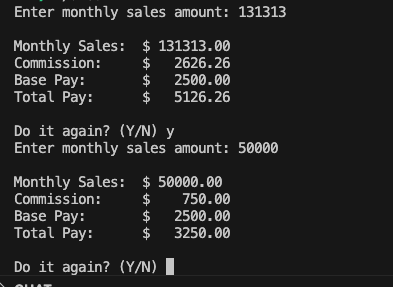 Enter monthly sales amount: 131313
Monthly Sales:  $ 131313.00
Commission:     $   2626.26
Base Pay:       $   2500.00
Total Pay:      $   5126.26
Do it again? (Y/N) y
Enter monthly sales amount: 50000
Monthly Sales:  $ 50000.00
Commission:     $    750.00
Base Pay:       $   2500.00
Total Pay:      $   3250.00
Do it again? (Y/N)